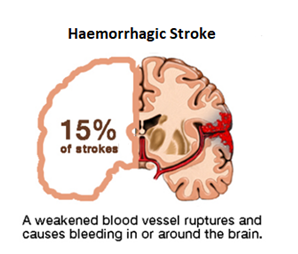 Haemorrhagic Stroke
15%
of strokes
A weakened blood vessel ruptures and
causes bleeding in or around the brain.